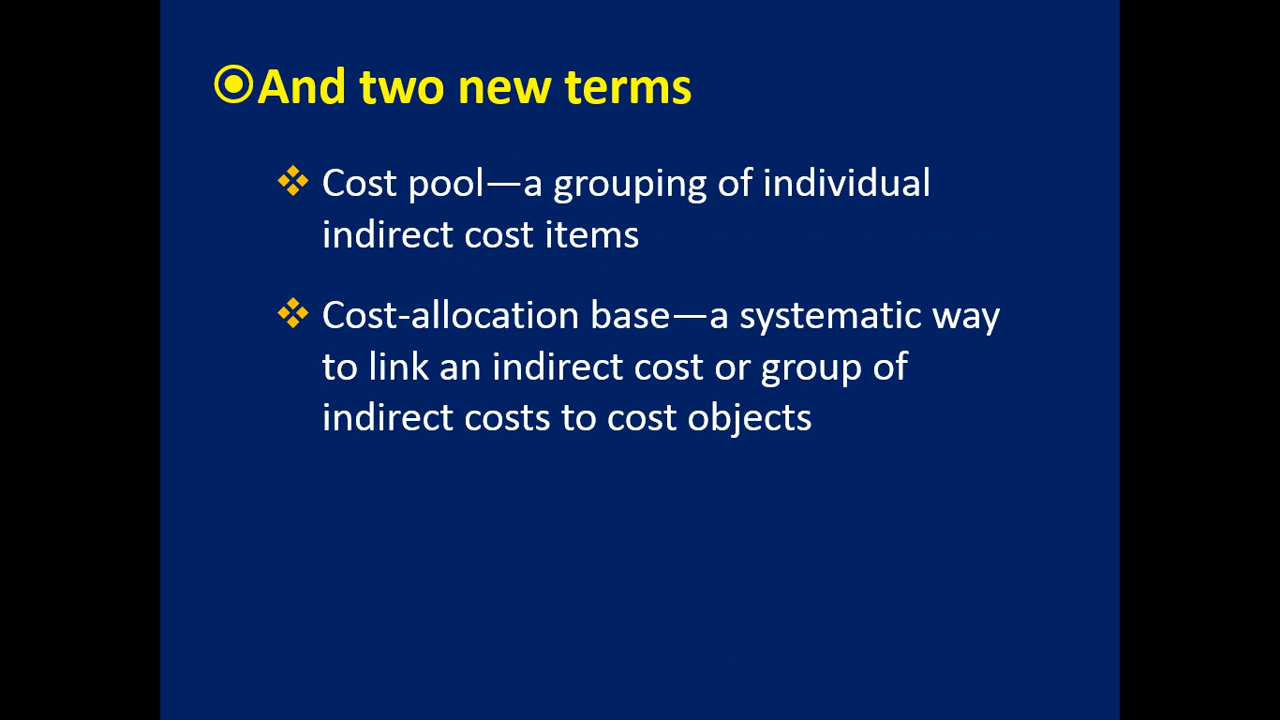 And two new terms
Cost pool—a grouping of individual
indirect cost items
Cost-allocation base—a systematic way
to link an indirect cost or group of
indirect costs to cost objects